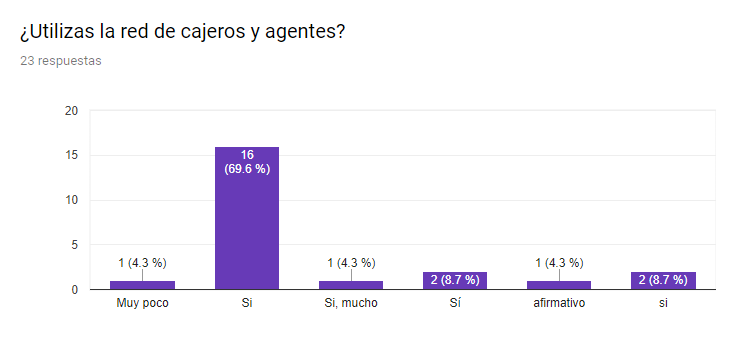 ¿Utilizas la red de cajeros y agentes?
23 respuestas
20
15
10
5
0
1 (4.3 %)
16
(69.6 %)
1 (4.3 %)
2 (8.7 %)
1 (4.3 %)
2 (8.7 %)
Muy poco
Si
Si, mucho
Sí
afirmativo
si